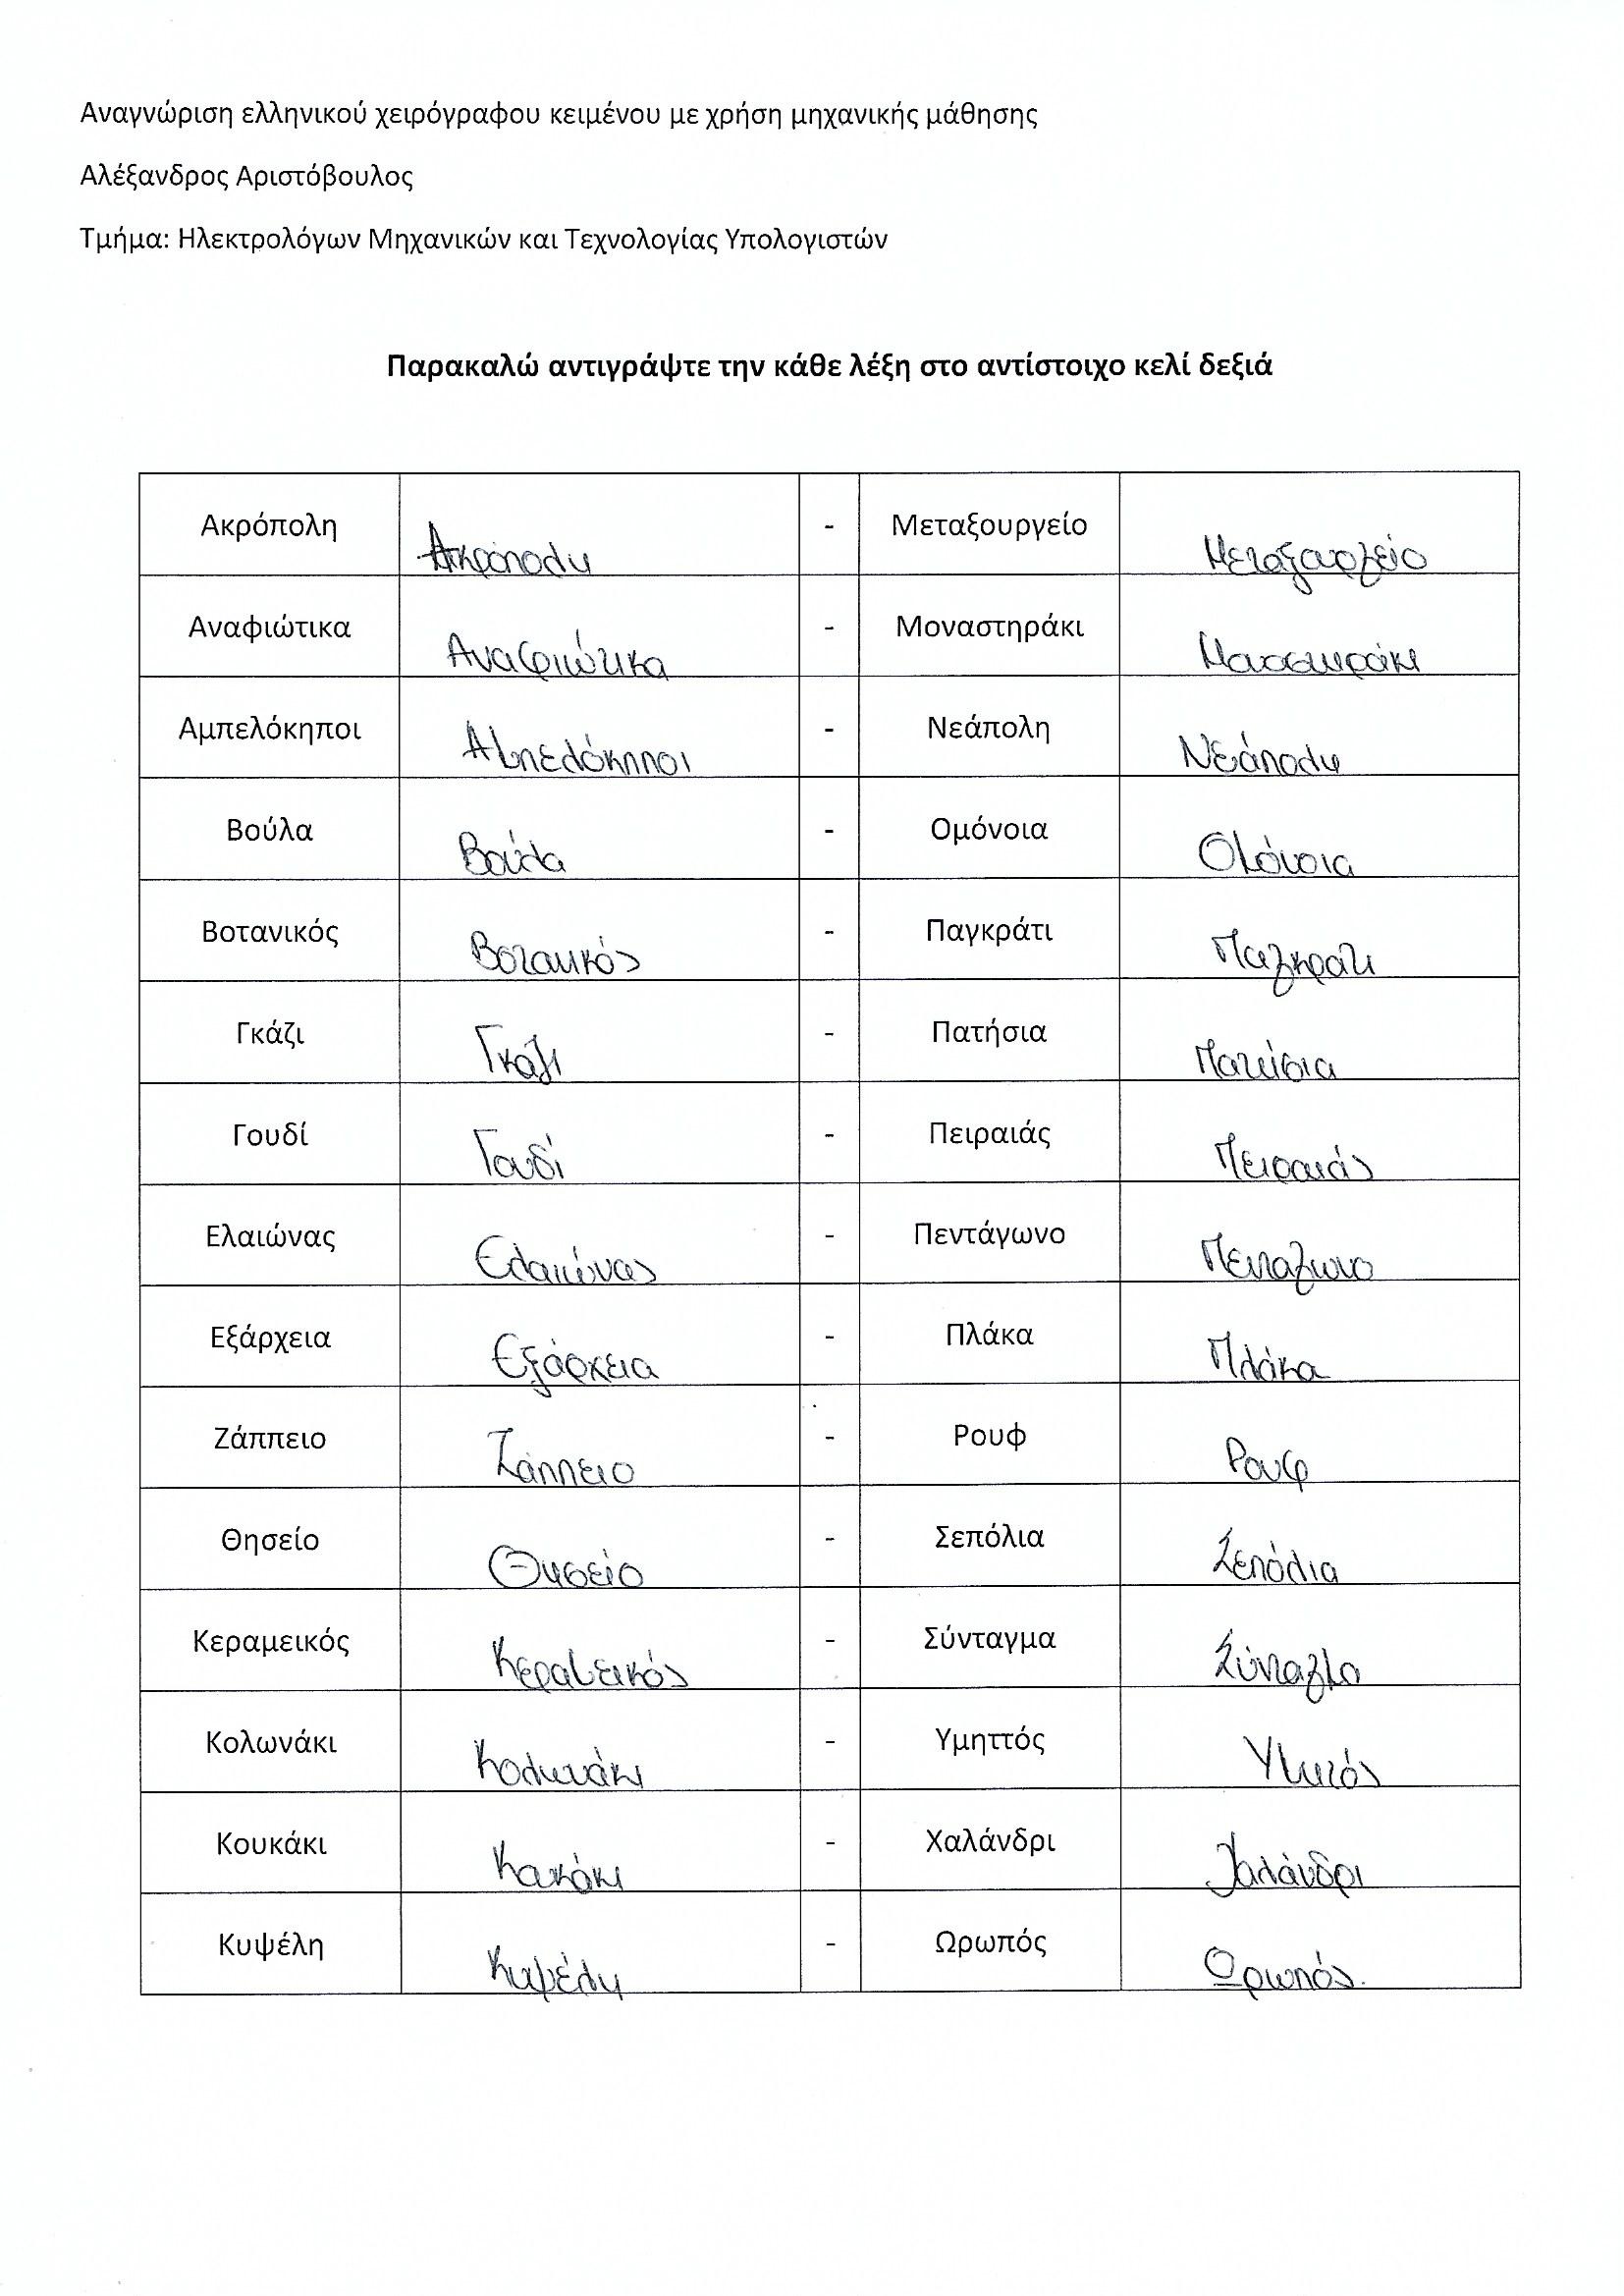 Αναγνώριση ελληνικού χειρόγραφου κειμένου με χρήση μηχανικής μάθησης
Αλέξανδρος Αριστόβουλος
Τμήμα: Ηλεκτρολόγων Μηχανικών και Τεχνολογίας Υπολογιστών
Παρακαλώ αντιγράψτε την κάθε λέξη στο αντίστοιχο κελί δεξιά
Ακρόπολη Ακρόπολη - Μεταξουργείο Μεταξουργείο
Αναφιώτικα Αναφιώτικα - Μοναστηράκι Μοναστηράκι
Αμπελόκηποι Αμπελόκηποι - Νεάπολη Νεάπολη
Βούλα Βούλα - Ομόνοια Ομόνοια
Βοτανικός Βοτανικός - Παγκράτι Παγκράτι
Γκάζι Γκάζι - Πατήσια Πατήσια
Γουδί Γουδί - Πειραιάς Πειραιάς
Ελαιώνας Ελαιώνας - Πεντάγωνο Πενταγωνο
Εξάρχεια Εξάρχεια - Πλάκα Πλάκα
Ζάππειο Ζάππειο - Ρουφ Ρουφ
Θησείο Θησείο - Σεπόλια Σεπόλια
Κεραμεικός Κεραμεικός - Σύνταγμα Σύνταγμα
Κολωνάκι Κολωνάκι - Υμηττός Υμηττός
Κουκάκι Κουκάκι - Χαλάνδρι Χαλάνδρι
Κυψέλη Κυψέλη - Ωρωπός Ωρωπός.